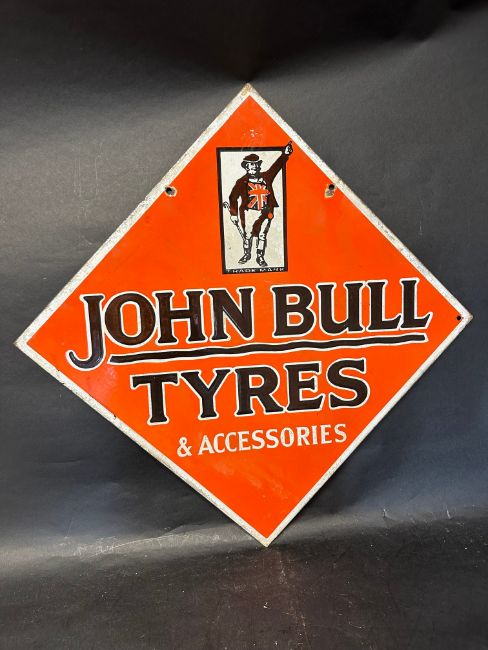 TRADE MARK
JOHN BULL
TYRES
& ACCESSORIES